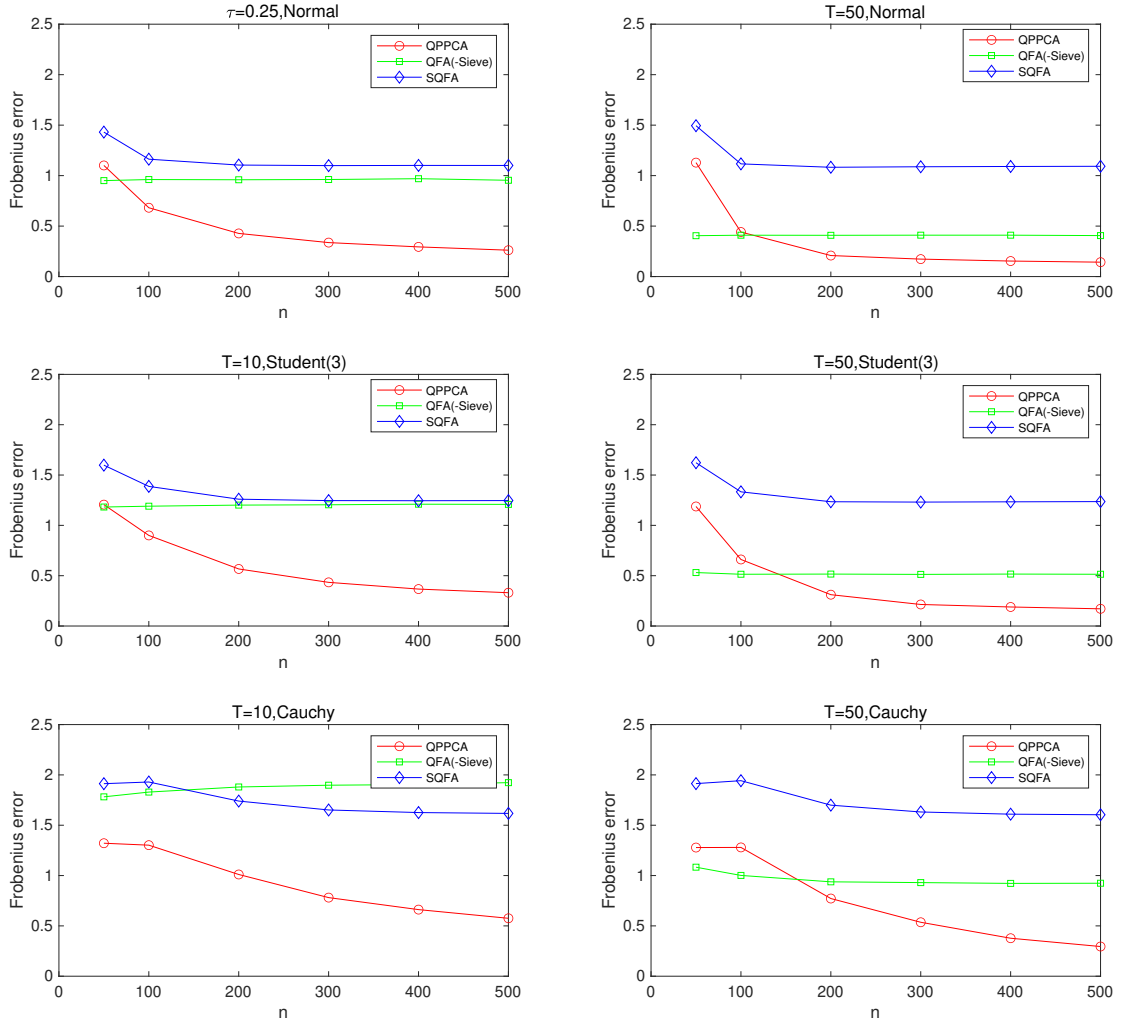 τ=0.25,Normal
2.5
2
1.5
1
0.5
0
Frobenius error
QPPCA
QFA(-Sieve)
SQFA
0 100 200 300 400 500
n
T=50,Normal
2.5
2
1.5
1
0.5
0
Frobenius error
QPPCA
QFA(-Sieve)
SQFA
0 100 200 300 400 500
n
T=10,Student(3)
2.5
2
1.5
1
0.5
0
Frobenius error
QPPCA
QFA(-Sieve)
SQFA
0 100 200 300 400 500
n
T=50,Student(3)
2.5
2
1.5
1
0.5
0
Frobenius error
QPPCA
QFA(-Sieve)
SQFA
0 100 200 300 400 500
n
T=10,Cauchy
2.5
2
1.5
1
0.5
0
Frobenius error
QPPCA
QFA(-Sieve)
SQFA
0 100 200 300 400 500
n
T=50,Cauchy
2.5
2
1.5
1
0.5
0
Frobenius error
QPPCA
QFA(-Sieve)
SQFA
0 100 200 300 400 500
n